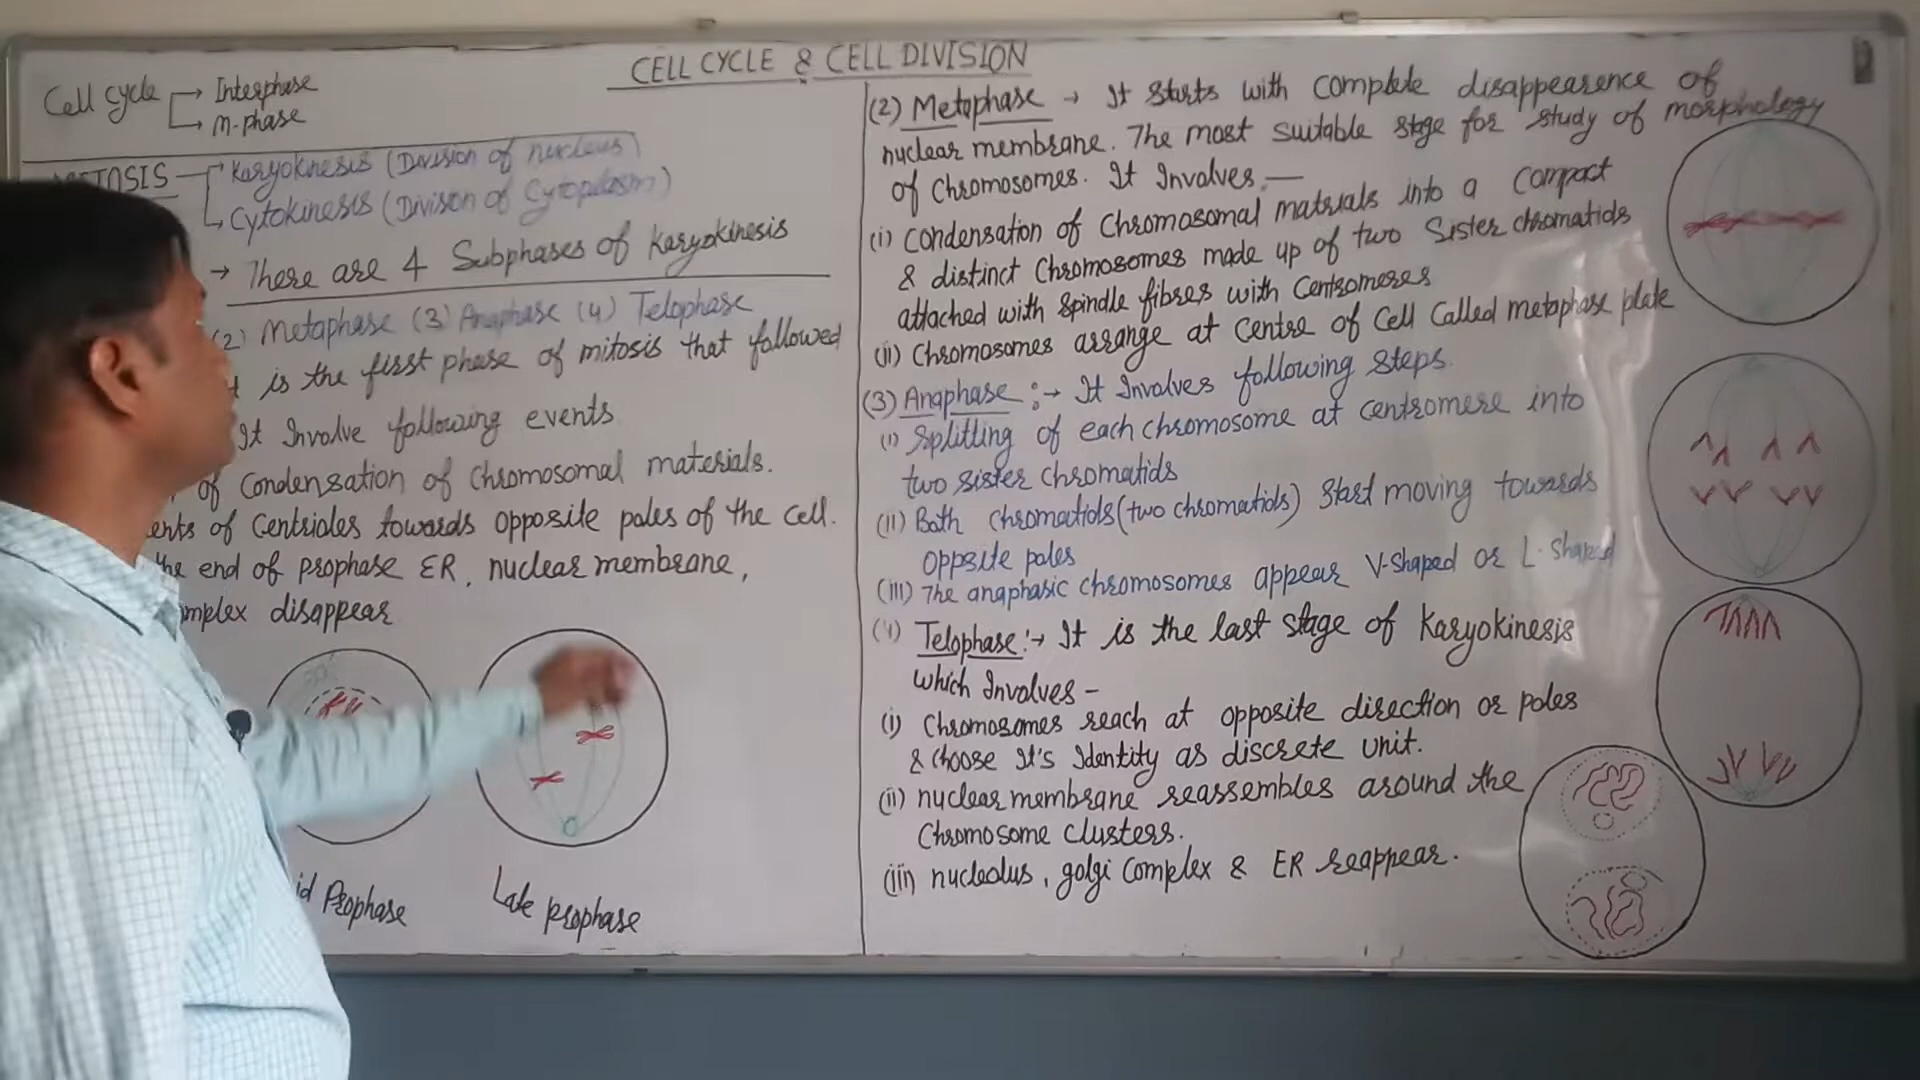 CELL CYCLE & CELL DIVISION
Cell Cycle → Interphase
→ M-phase
MITOSIS → Karyokinesis (Division of nucleus)
→ Cytokinesis (Divison of Cytoplasm)
→ There are 4 Subphases of Karyokinesis
(2) Metaphase (3) Anaphase (4) Telophase
is the first phase of mitosis that followed
It Involve following events
of Condensation of Chromosomal materials.
ents of Centrioles towards opposite poles of the cell.
the end of prophase ER, nuclear membrane,
mplex disappear
id Prophase
Late prophase
(2) Metaphase → It Starts with complete disappearence of
nuclear membrane. The most suitable stage for study of morphology
of Chromosomes. It Involves, —
(i) Condensation of Chromosomal matrials into a compact
& distinct Chromosomes made up of two Sister chromatids
attached with Spindle fibres with Centromeres
(ii) Chromosomes arrange at Centre of Cell Called metaphase plate
(3) Anaphase :→ It Involves following Steps.
(i) Splitting of each chromosome at centromere into
two sister chromatids
(ii) Both chromatids (two chromatids) Start moving towards
oppsite poles
(iii) The anaphasic chromosomes appear V-shaped or L-Shaped
(4) Telophase :→ It is the last stage of Karyokinesis
which Involves -
(i) Chromosomes reach at opposite direction or poles
& choose It's Identity as discrete unit.
(ii) nuclear membrane reassembles around the
Chromosome clusters.
(iii) nucleolus, golgi complex & ER reappear.